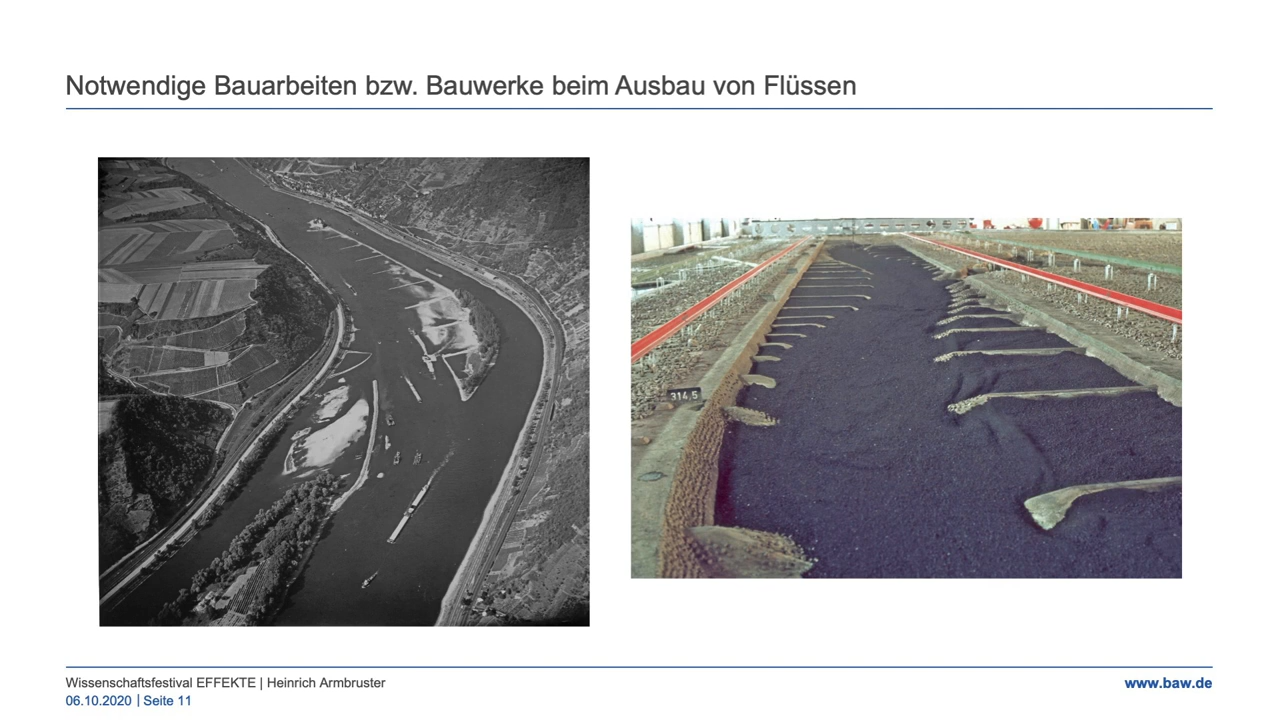 Notwendige Bauarbeiten bzw. Bauwerke beim Ausbau von Flüssen
314,5
Wissenschaftsfestival EFFEKTE | Heinrich Armbruster
06.10.2020 | Seite 11
www.baw.de